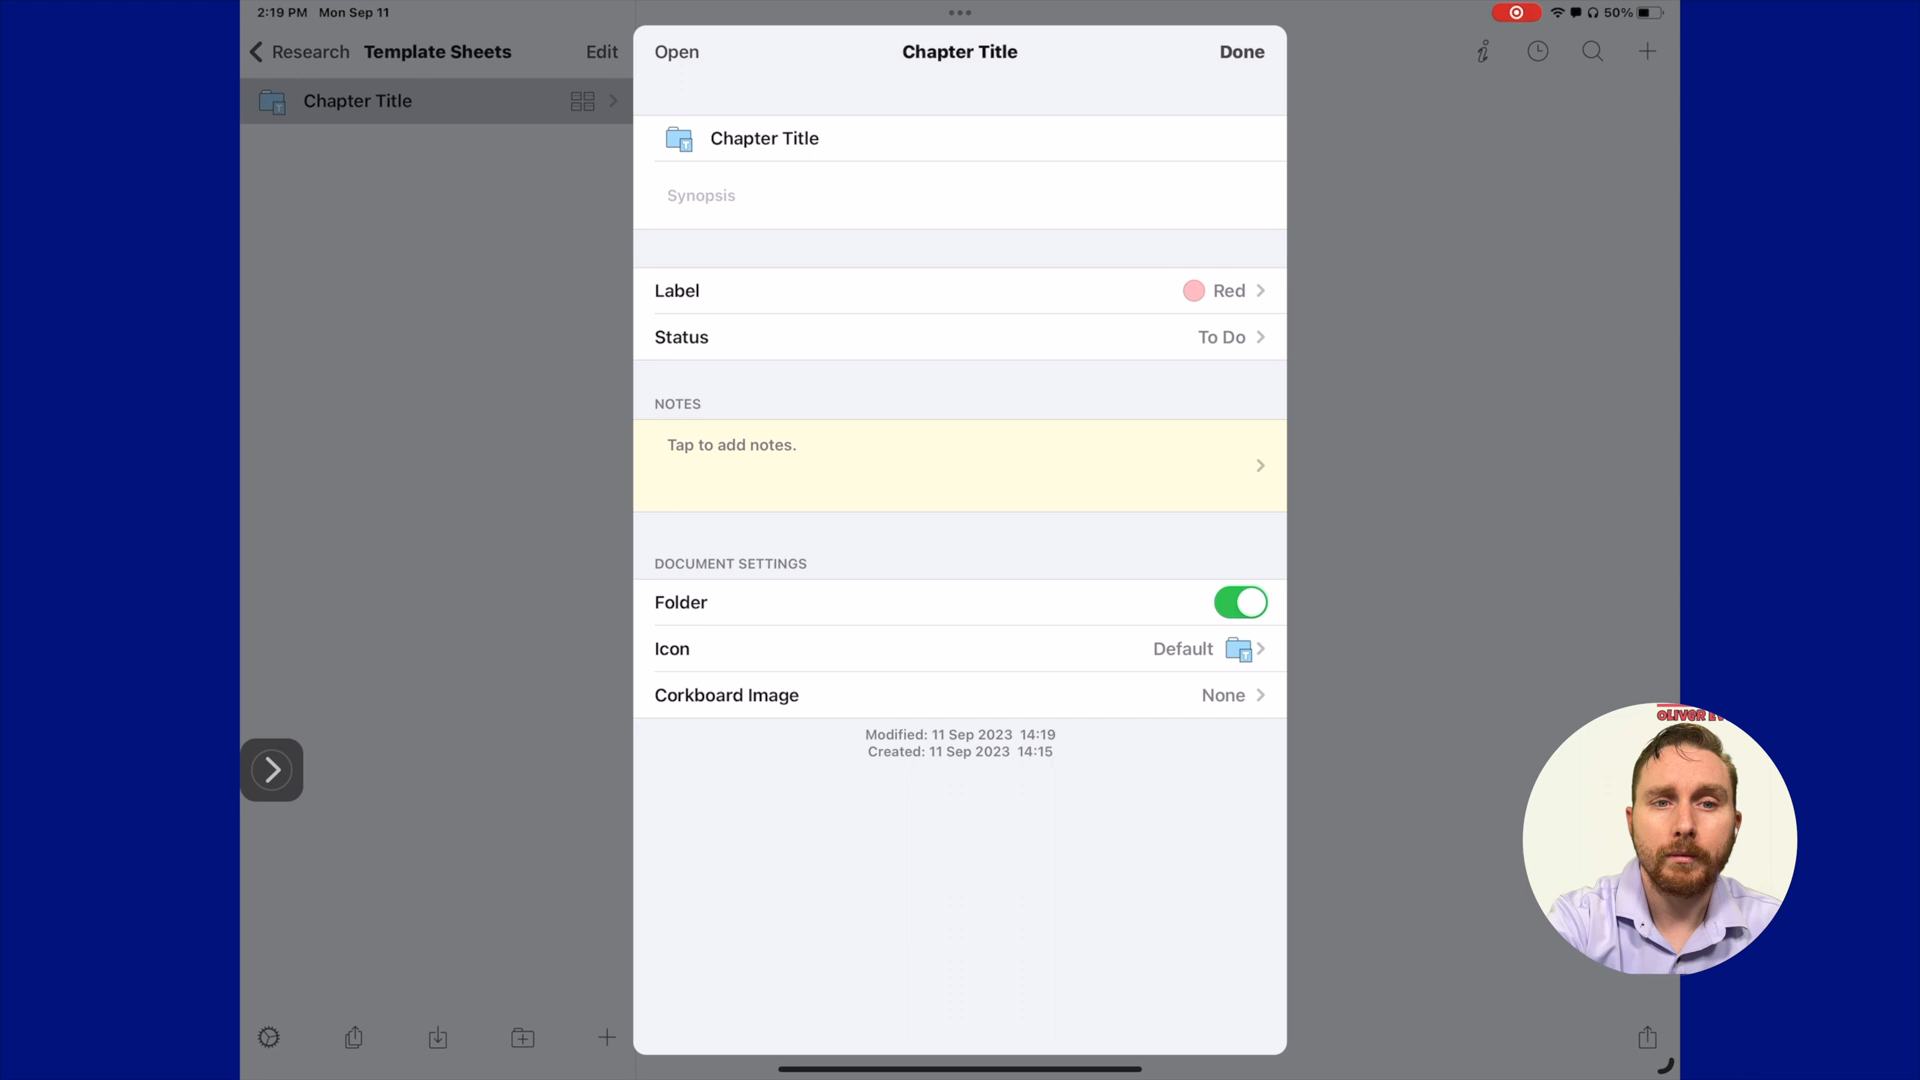 2:19 PM Mon Sep 11
50%
Research Template Sheets Edit
Chapter Title
Open Chapter Title Done
Chapter Title
Synopsis
Label Red
Status To Do
NOTES
Tap to add notes.
DOCUMENT SETTINGS
Folder
Icon Default
Corkboard Image None
Modified: 11 Sep 2023 14:19
Created: 11 Sep 2023 14:15
OLIVER